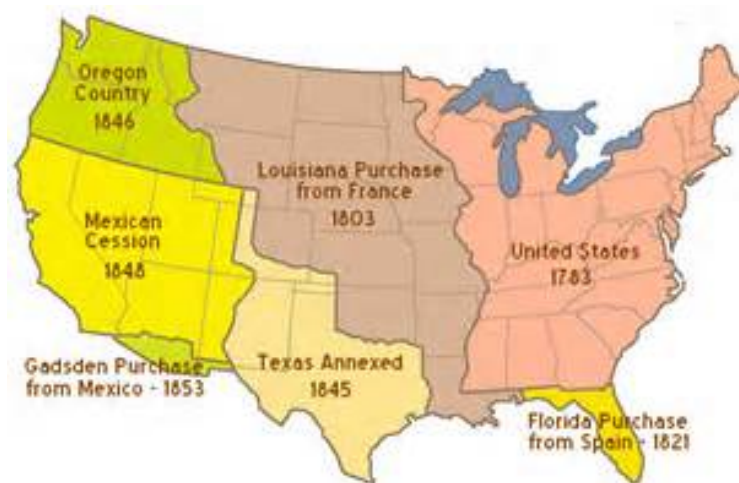 Oregon
Country
1846
Louisiana Purchase
from France
1803
Mexican
Cession
1848
United States
1783
Gadsden Purchase
from Mexico - 1853
Texas Annexed
1845
Florida Purchase
from Spain - 1821